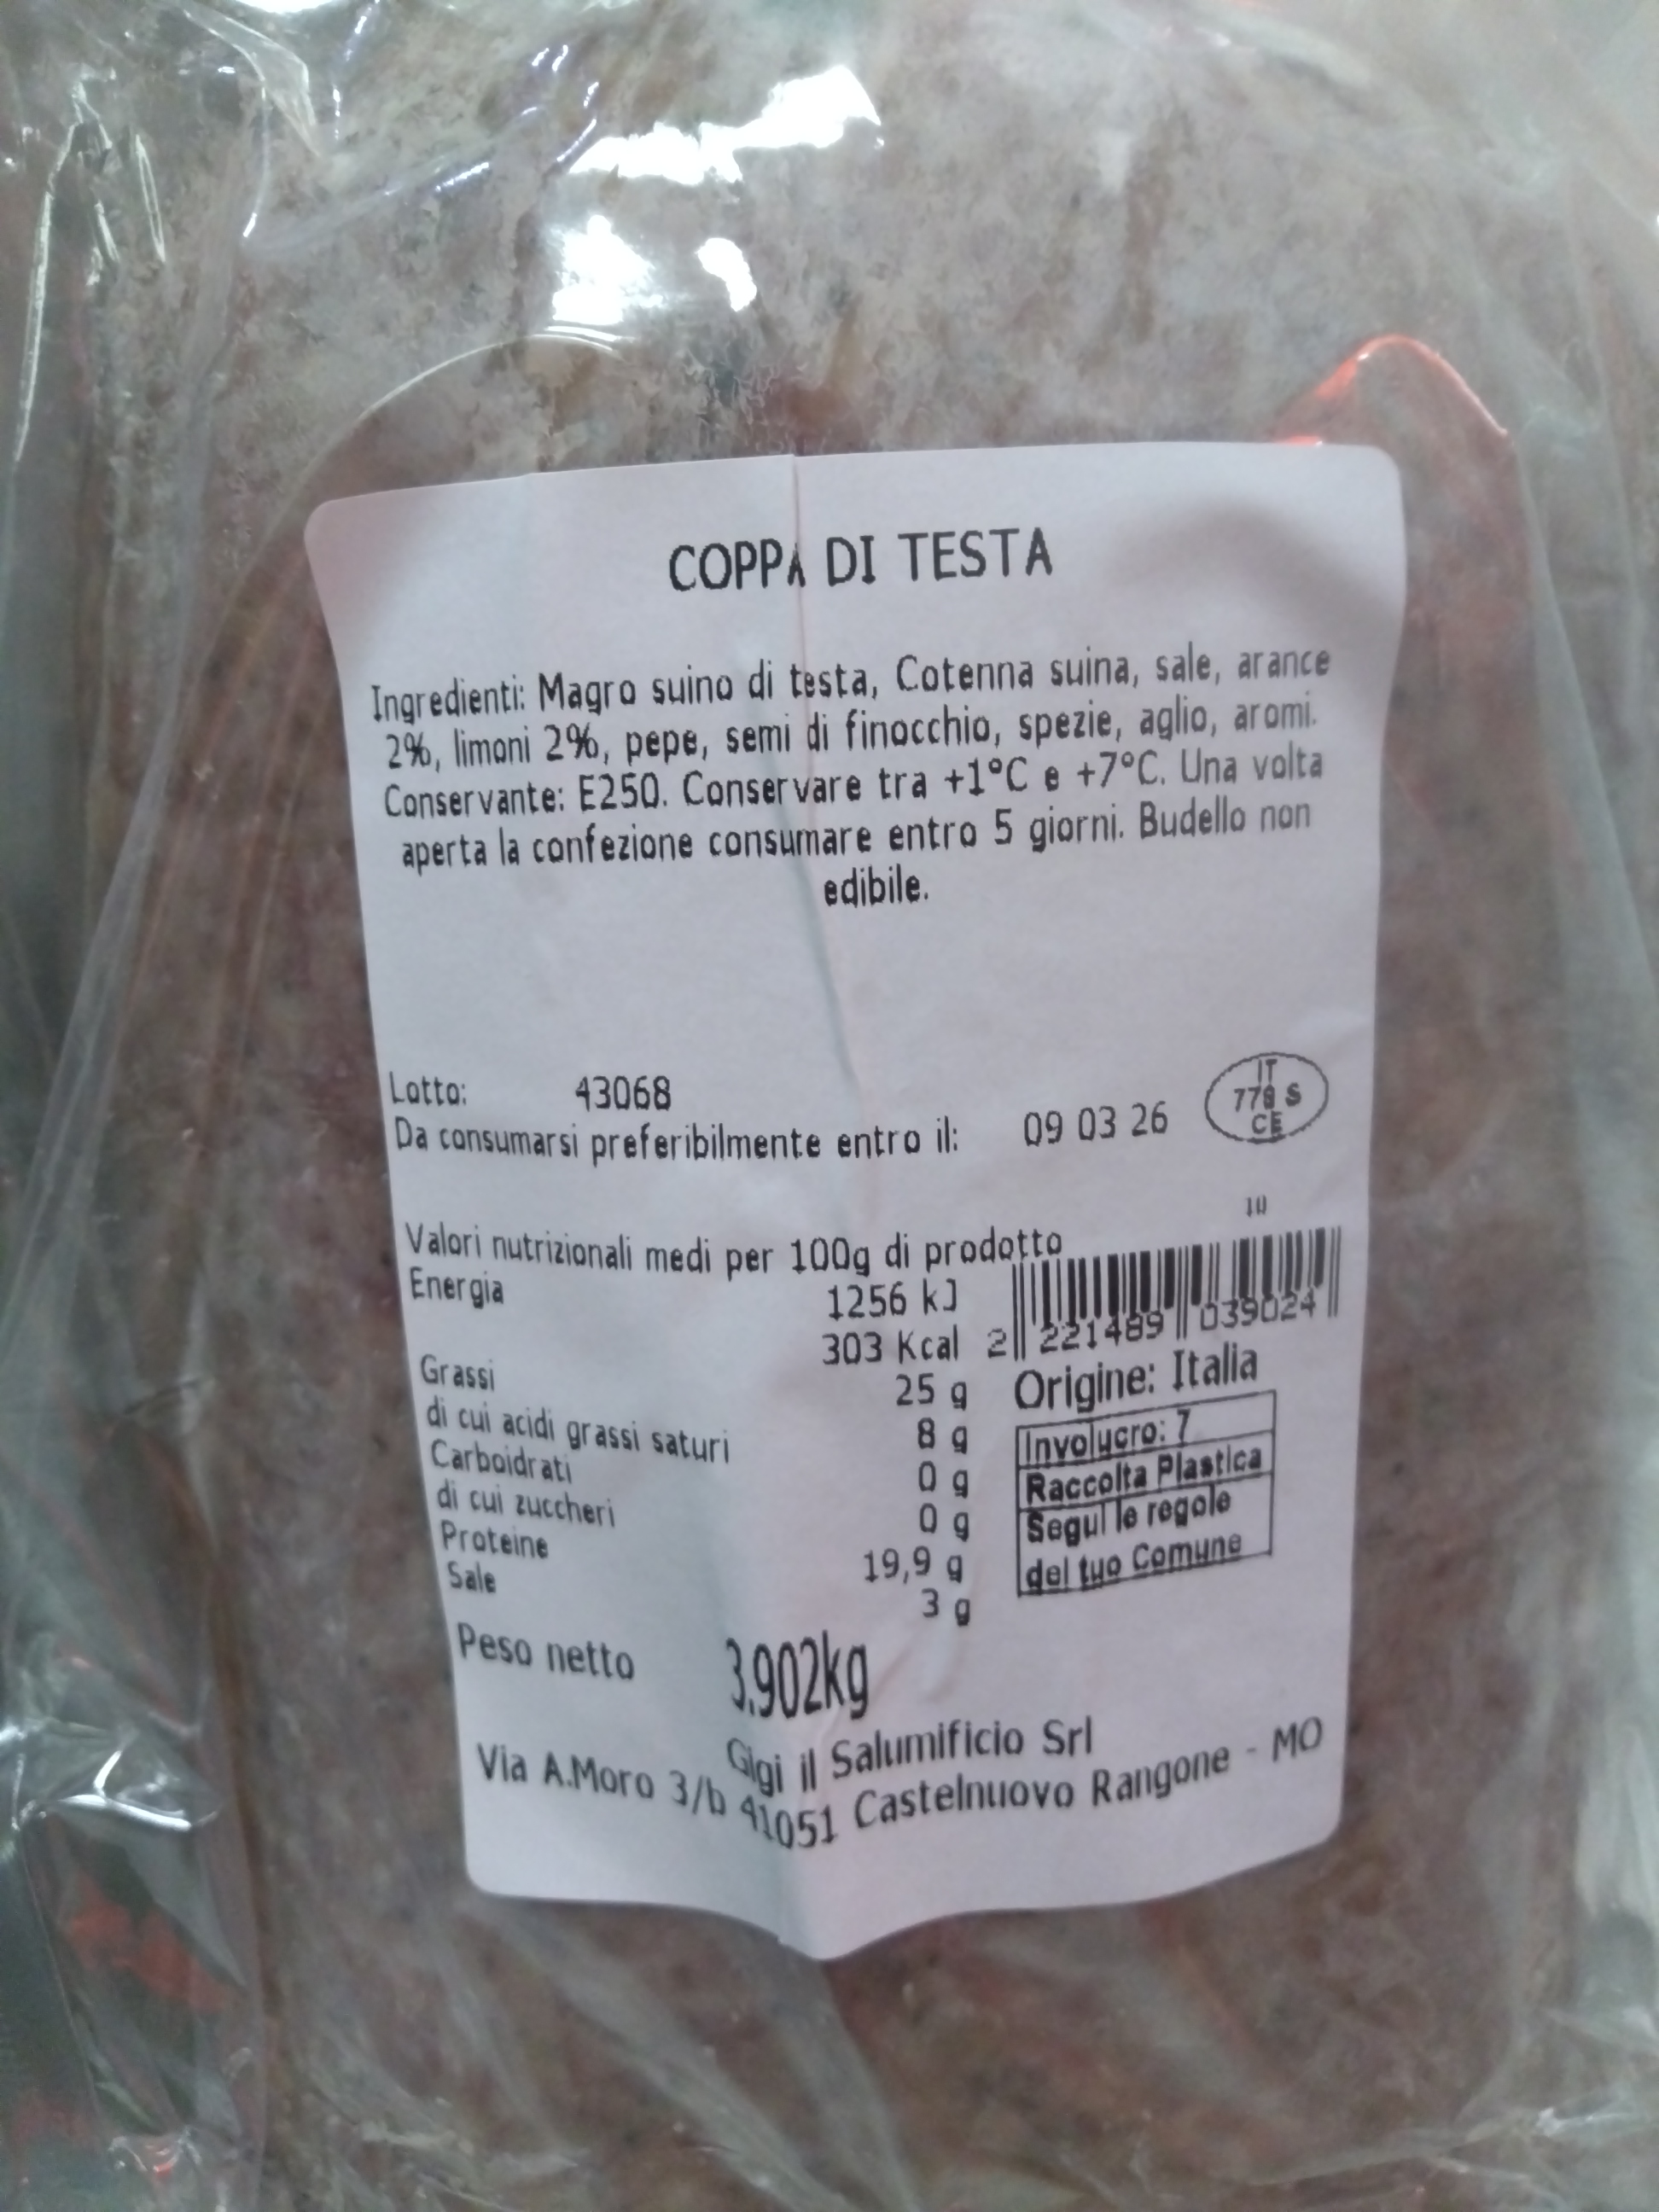 COPPA DI TESTA
Ingredienti: Magro suino di testa, Cotenna suina, sale, arance
2%, limoni 2%, pepe, semi di finocchio, spezie, aglio, aromi.
Conservante: E250. Conservare tra +1°C e +7°C. Una volta
aperta la confezione consumare entro 5 giorni. Budello non
edibile.
Lotto: 43068
Da consumarsi preferibilmente entro il: 09 03 26
IT
S
CE
10
Valori nutrizionali medi per 100g di prodotto
Energia 1256 kJ
303 Kcal
2 221489 039024
Grassi 25 g
di cui acidi grassi saturi 8 g
Carboidrati 0 g
di cui zuccheri 0 g
Proteine 19,9 g
Sale 3 g
Origine: Italia
Involucro: 7
Raccolta Plastica
Segui le regole
del tuo Comune
Peso netto 3.902kg
Gigi il Salumificio Srl
Via A.Moro 3/b 41051 Castelnuovo Rangone - MO